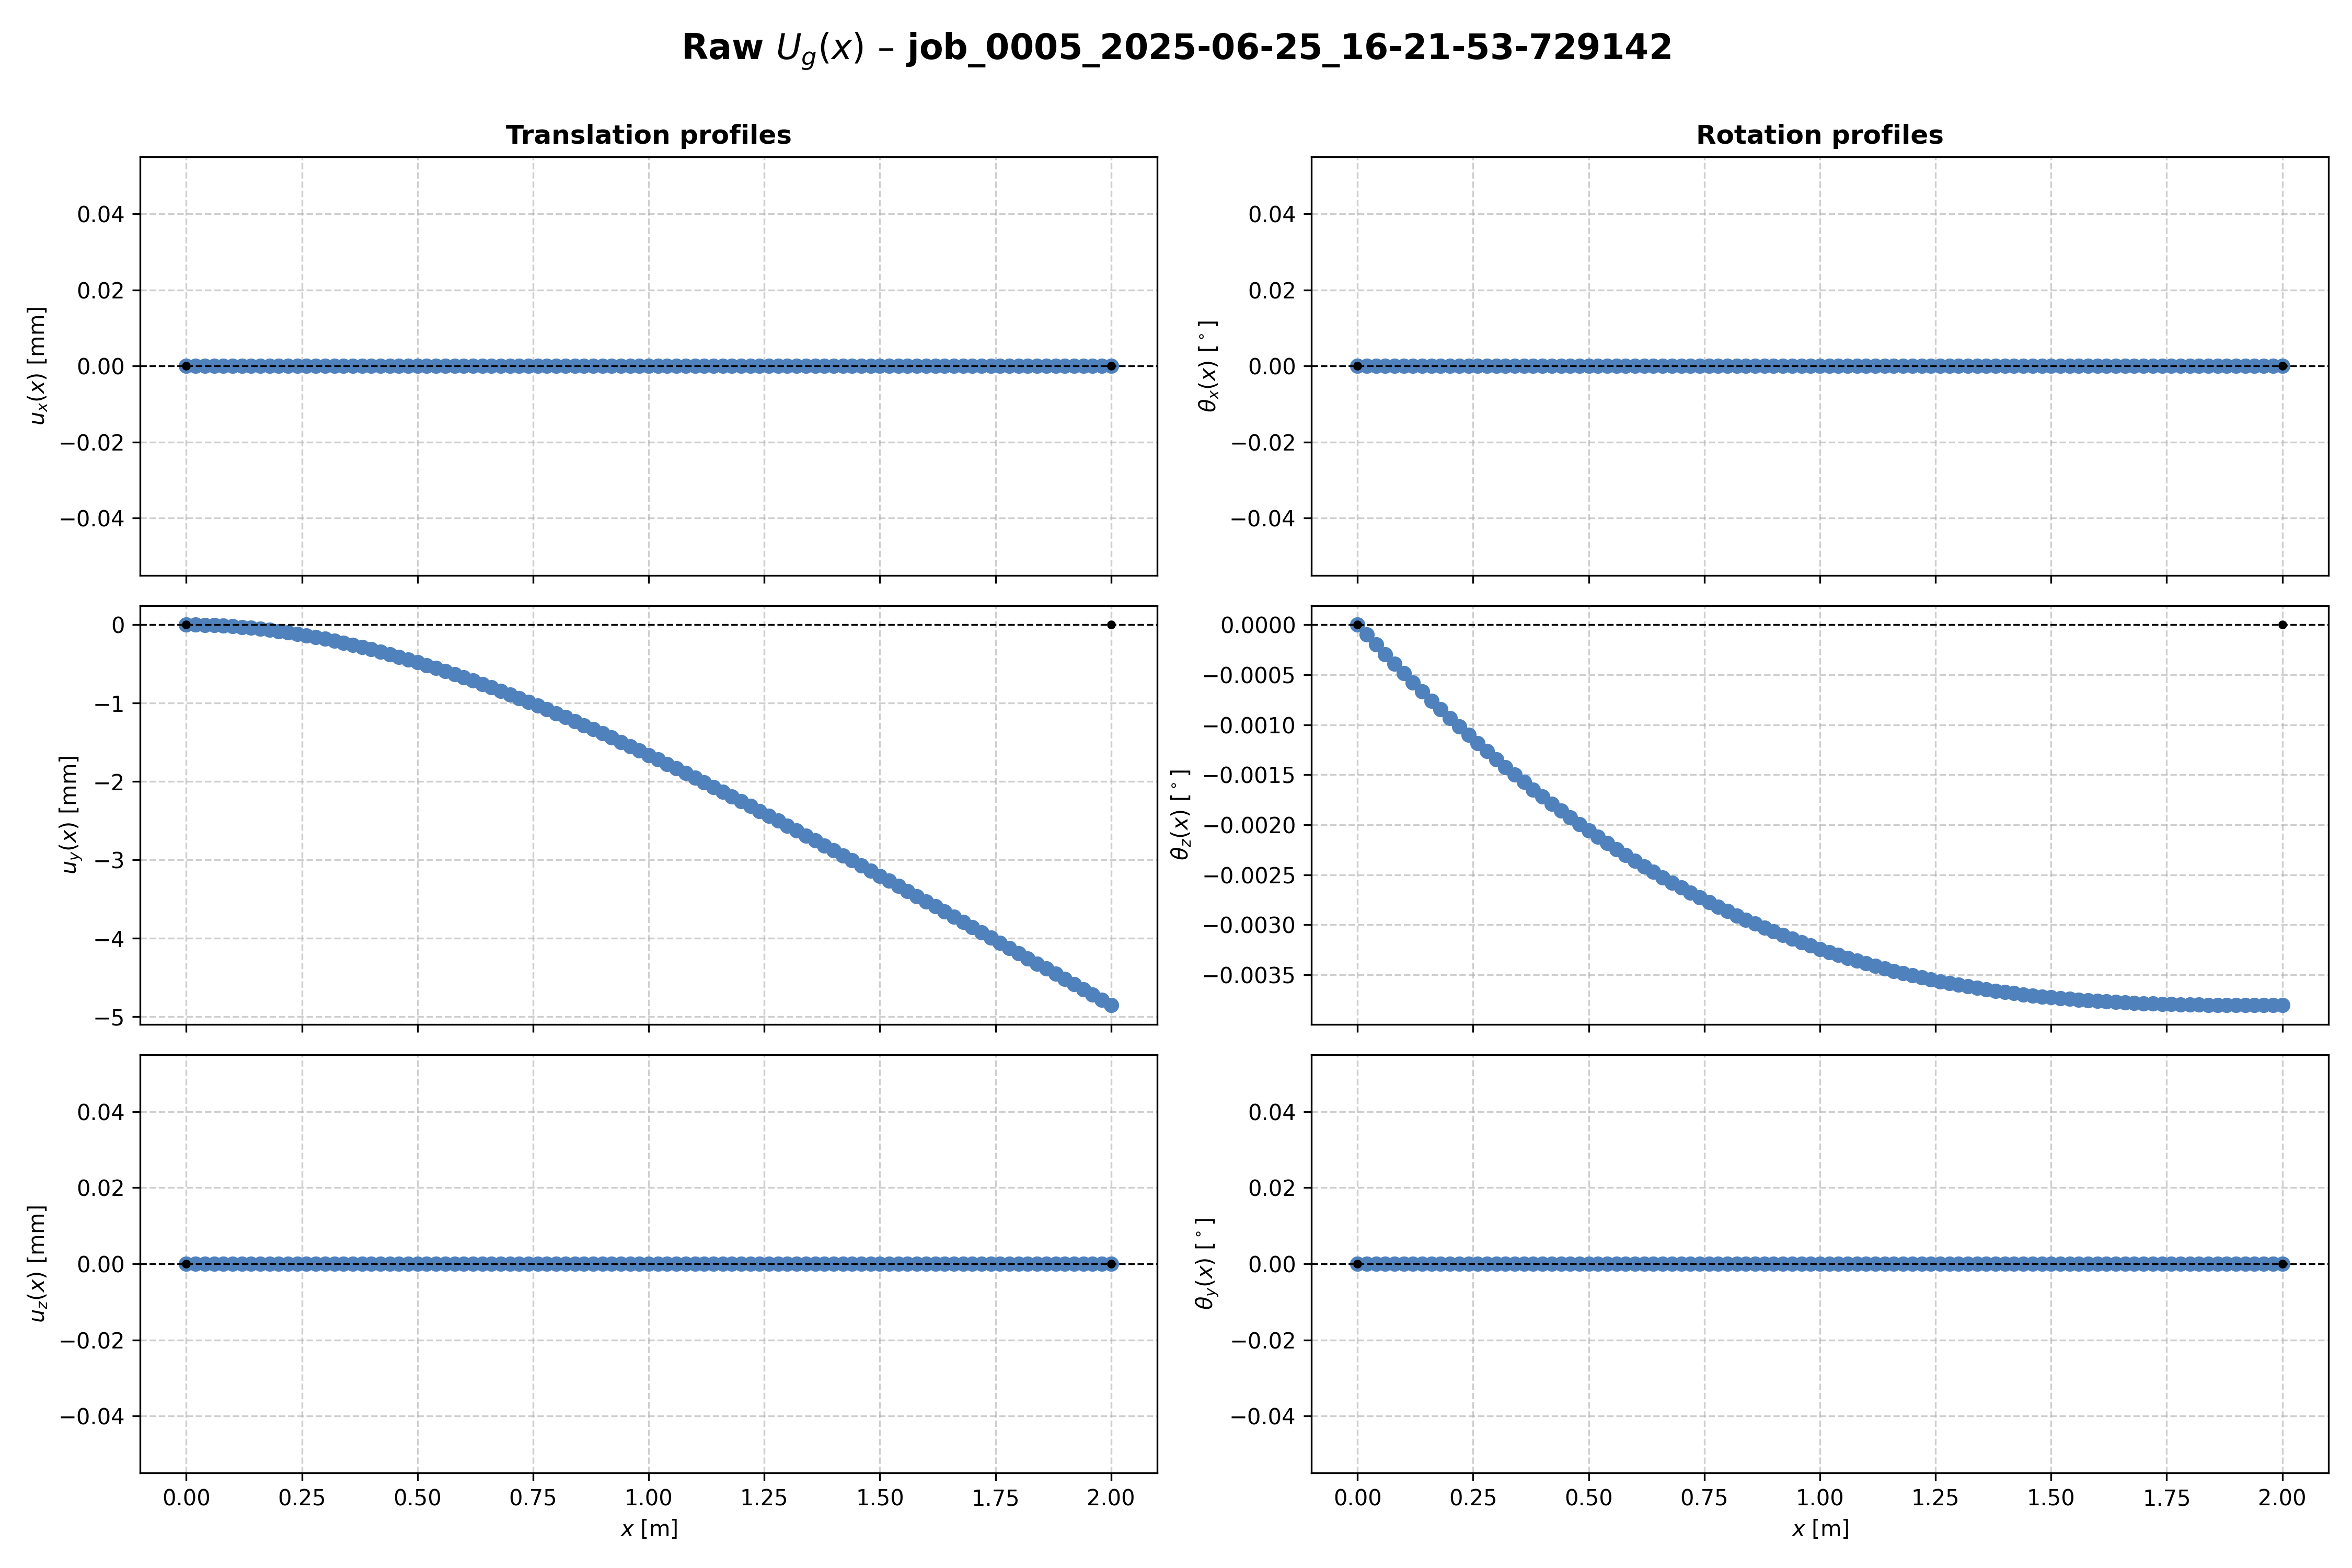 Raw U_g(x) – job_0005_2025-06-25_16-21-53-729142
Translation profiles
Rotation profiles
u_x(x) [mm]
0.04
0.02
0.00
−0.02
−0.04
θ_x(x) [°]
0.04
0.02
0.00
−0.02
−0.04
u_y(x) [mm]
0
−1
−2
−3
−4
−5
θ_z(x) [°]
0.0000
−0.0005
−0.0010
−0.0015
−0.0020
−0.0025
−0.0030
−0.0035
u_z(x) [mm]
0.04
0.02
0.00
−0.02
−0.04
0.00 0.25 0.50 0.75 1.00 1.25 1.50 1.75 2.00
x [m]
θ_y(x) [°]
0.04
0.02
0.00
−0.02
−0.04
0.00 0.25 0.50 0.75 1.00 1.25 1.50 1.75 2.00
x [m]